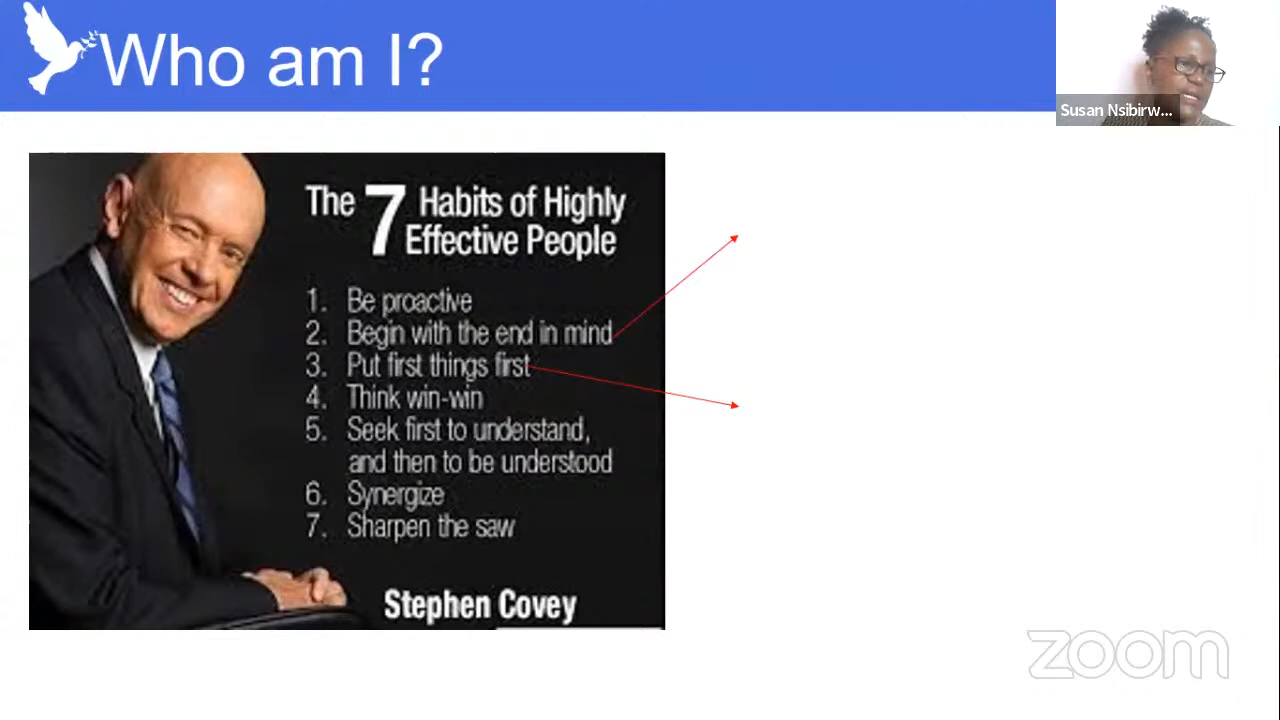 Who am I?
Susan Nsibirw...
The 7 Habits of Highly
Effective People
1. Be proactive
2. Begin with the end in mind
3. Put first things first
4. Think win-win
5. Seek first to understand,
and then to be understood
6. Synergize
7. Sharpen the saw
Stephen Covey
zoom